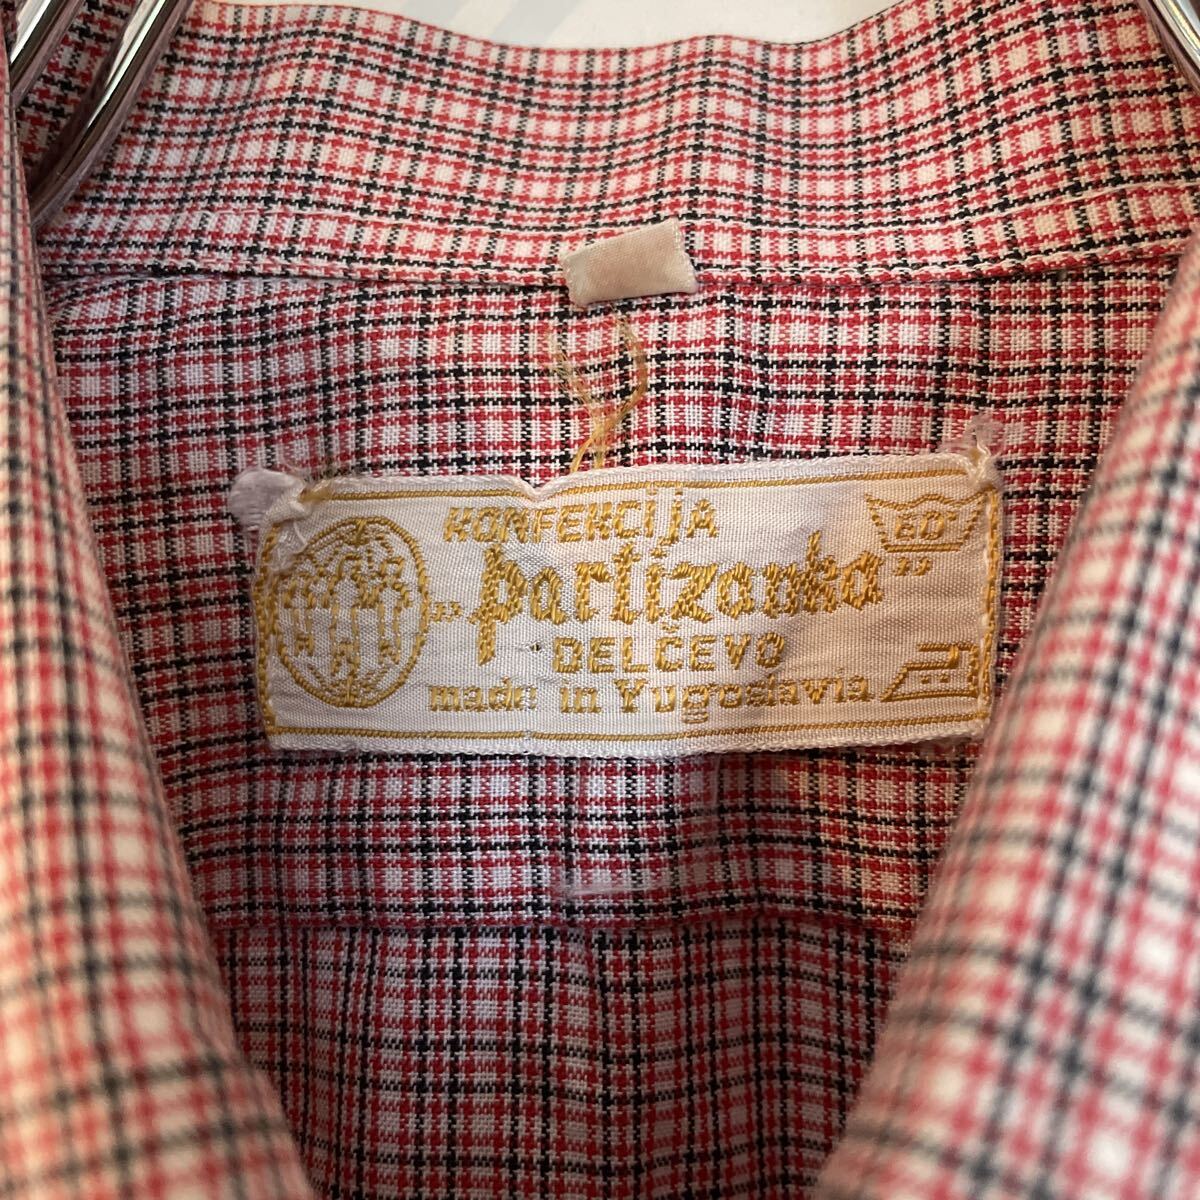 KONFEKCIJA
„partizanka”
DELČEVO
made in Yugoslavia
60